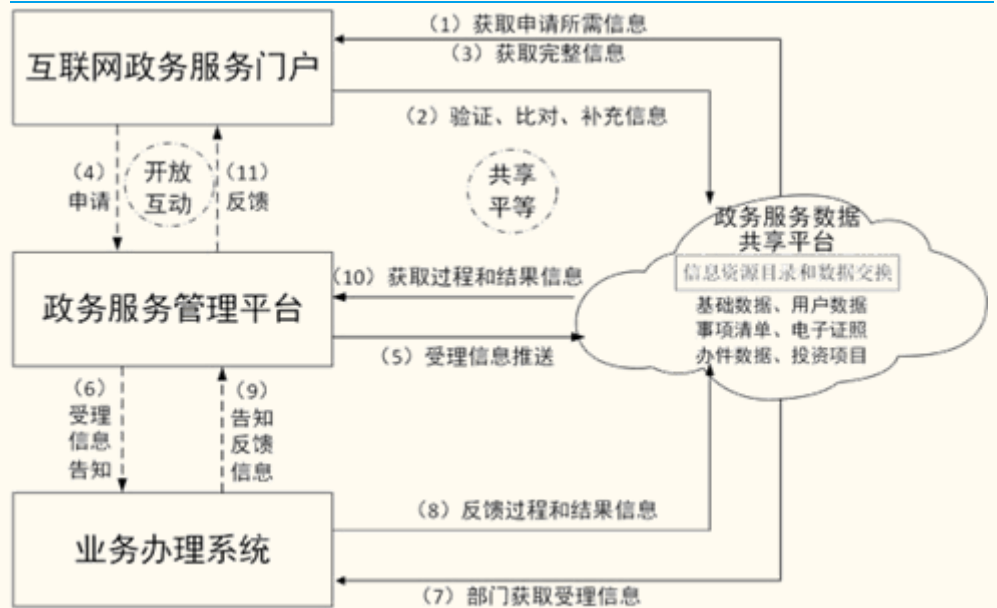 (1) 获取申请所需信息
互联网政务服务门户
(3) 获取完整信息
(2) 验证、比对、补充信息
(4)
申请
开放
互动
(11)
反馈
共享
平等
政务服务数据
共享平台
信息资源目录和数据交换
基础数据、用户数据
事项清单、电子证照
办件数据、投资项目
(10) 获取过程和结果信息
政务服务管理平台
(5) 受理信息推送
(6)
受理
信息
告知
(9)
告知
反馈
信息
(8) 反馈过程和结果信息
业务办理系统
(7) 部门获取受理信息